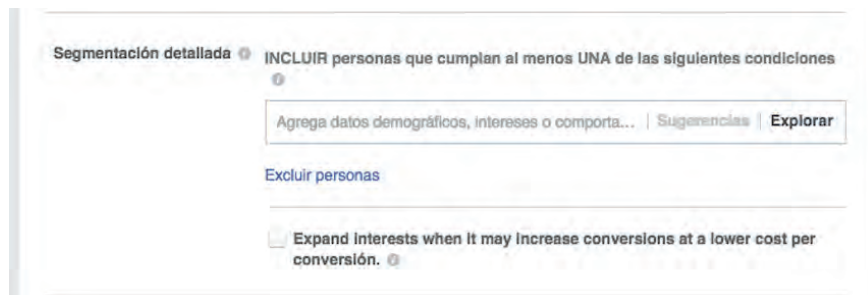 Segmentación detallada
INCLUIR personas que cumplan al menos UNA de las siguientes condiciones
Agrega datos demográficos, intereses o comporta... | Sugerencias | Explorar
Excluir personas
Expand interests when it may increase conversions at a lower cost per
conversión.